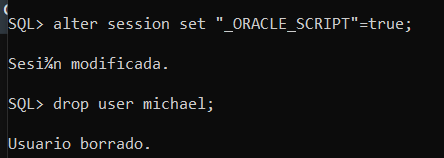 SQL> alter session set "_ORACLE_SCRIPT"=true;
Sesi¾n modificada.
SQL> drop user michael;
Usuario borrado.